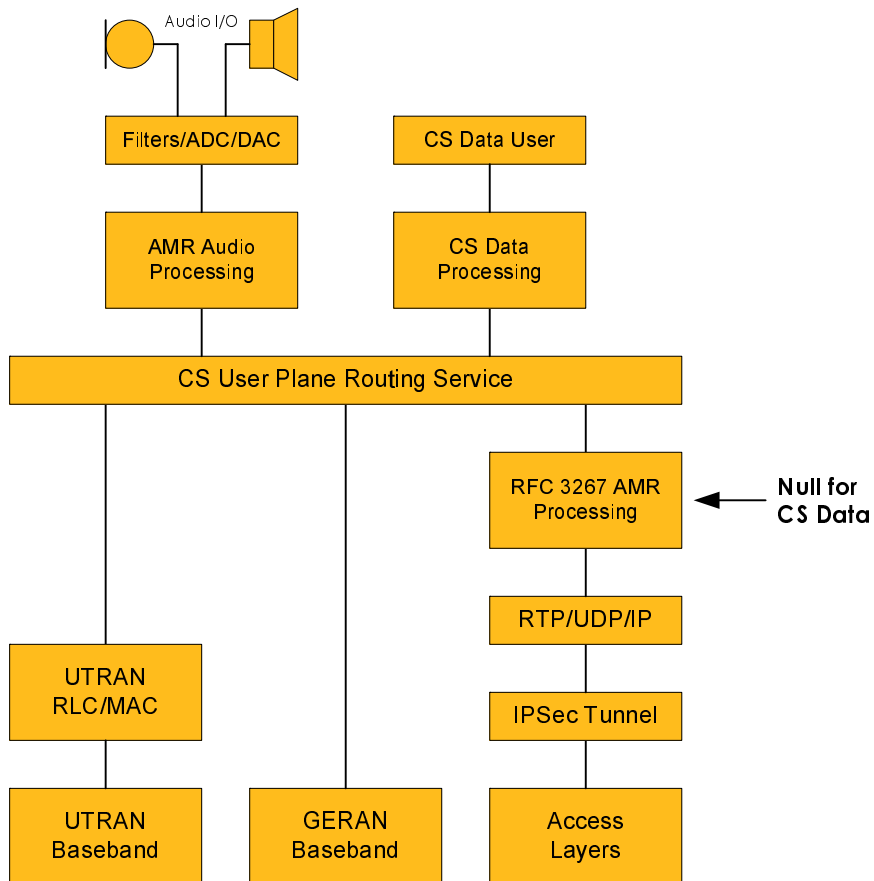 Audio I/O
Filters/ADC/DAC
CS Data User
AMR Audio
Processing
CS Data
Processing
CS User Plane Routing Service
RFC 3267 AMR
Processing
Null for
CS Data
RTP/UDP/IP
UTRAN
RLC/MAC
IPSec Tunnel
UTRAN
Baseband
GERAN
Baseband
Access
Layers